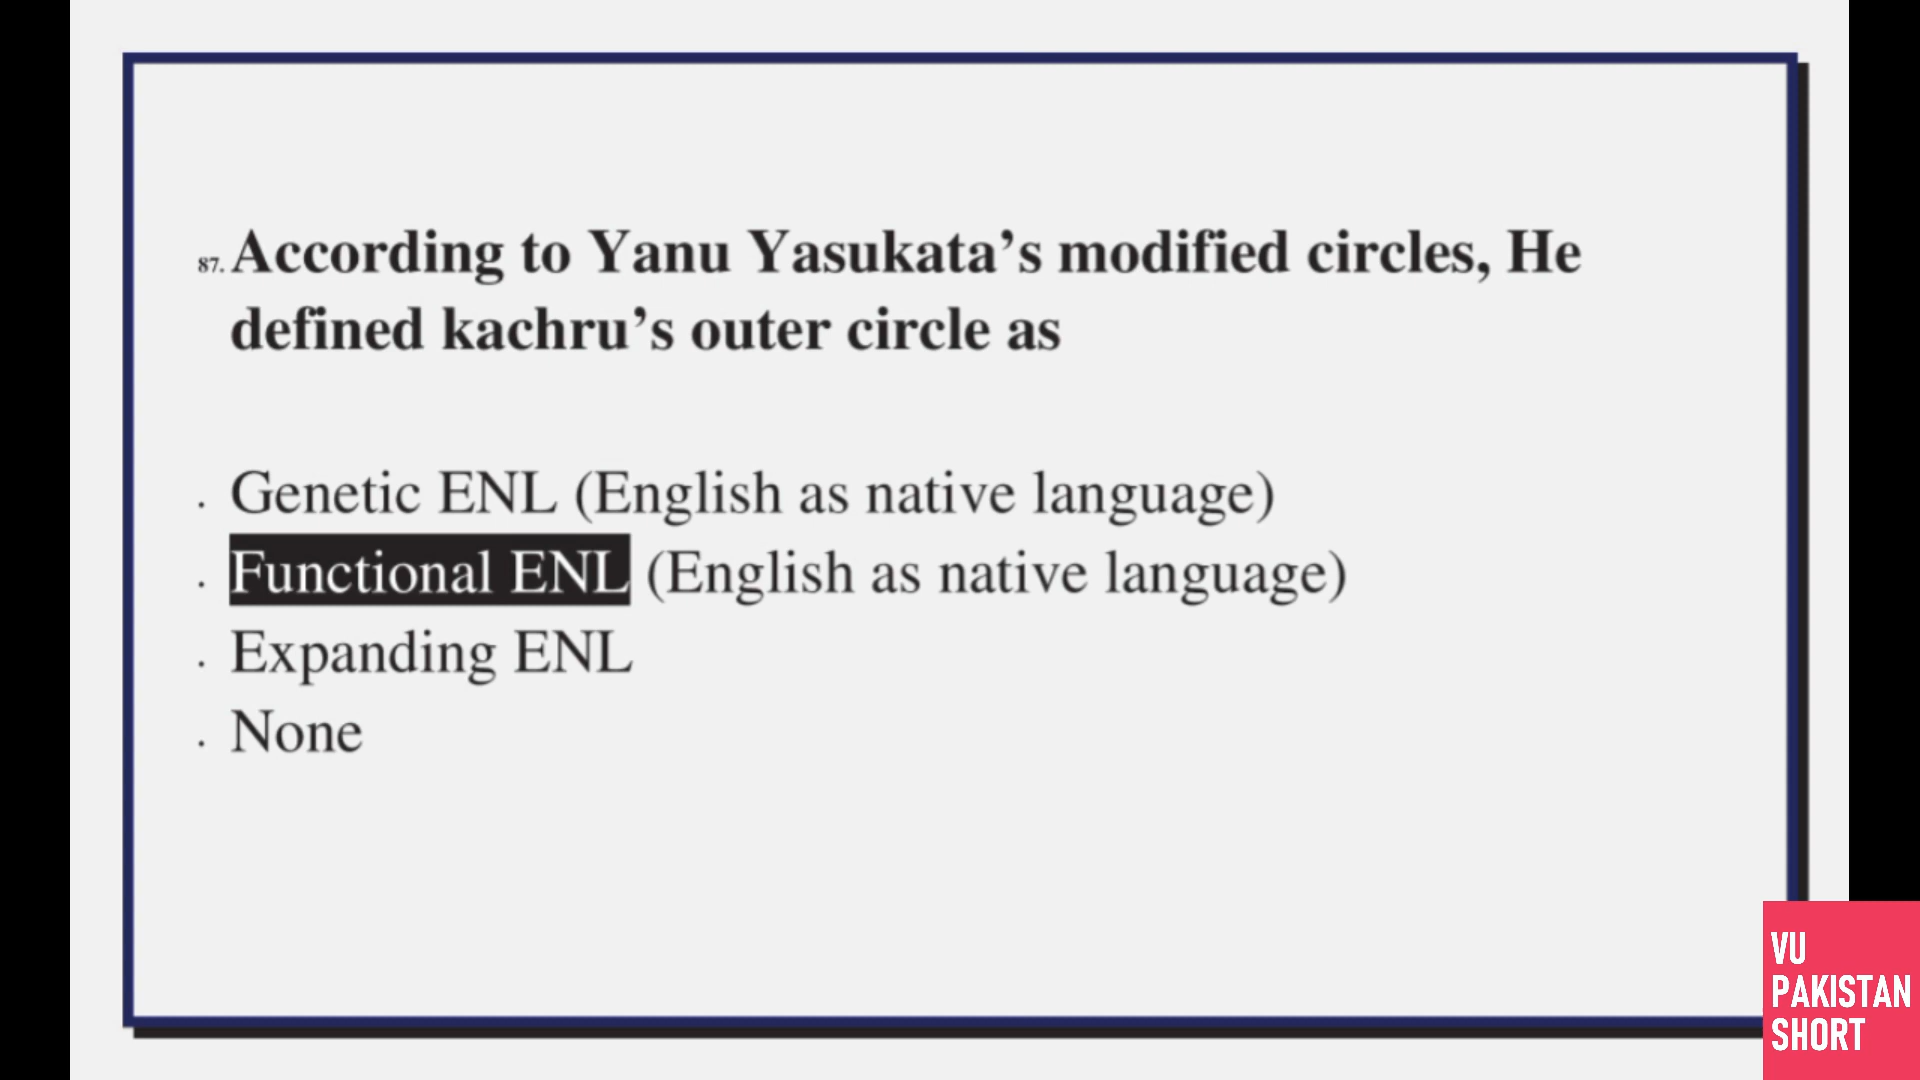 87. According to Yanu Yasukata’s modified circles, He
defined kachru’s outer circle as
. Genetic ENL (English as native language)
. Functional ENL (English as native language)
. Expanding ENL
. None
VU
PAKISTAN
SHORT